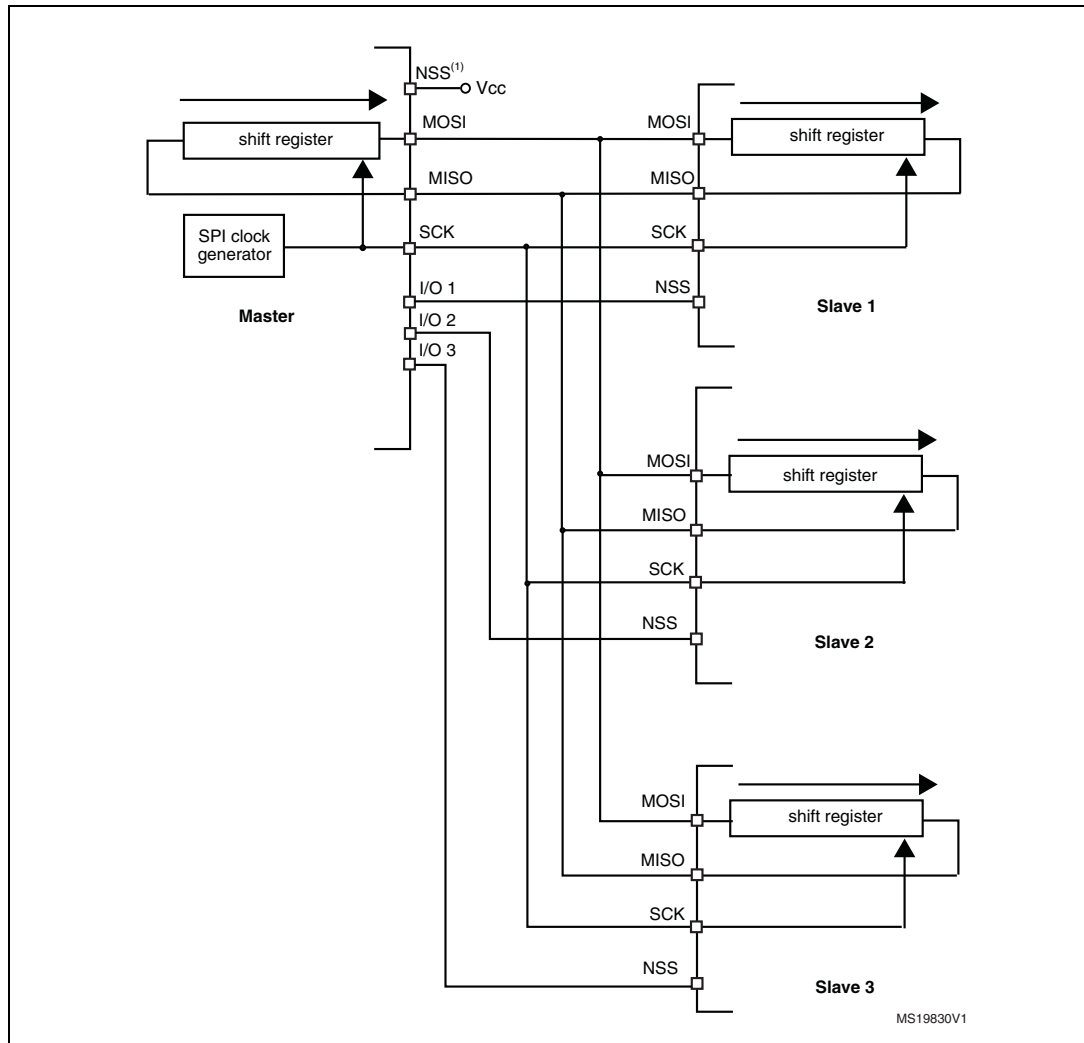 NSS(1)
Vcc
MOSI
shift register
MISO
SCK
SPI clock
generator
I/O 1
Master
I/O 2
I/O 3
MOSI
shift register
MISO
SCK
NSS
Slave 1
MOSI
shift register
MISO
SCK
NSS
Slave 2
MOSI
shift register
MISO
SCK
NSS
Slave 3
MS19830V1